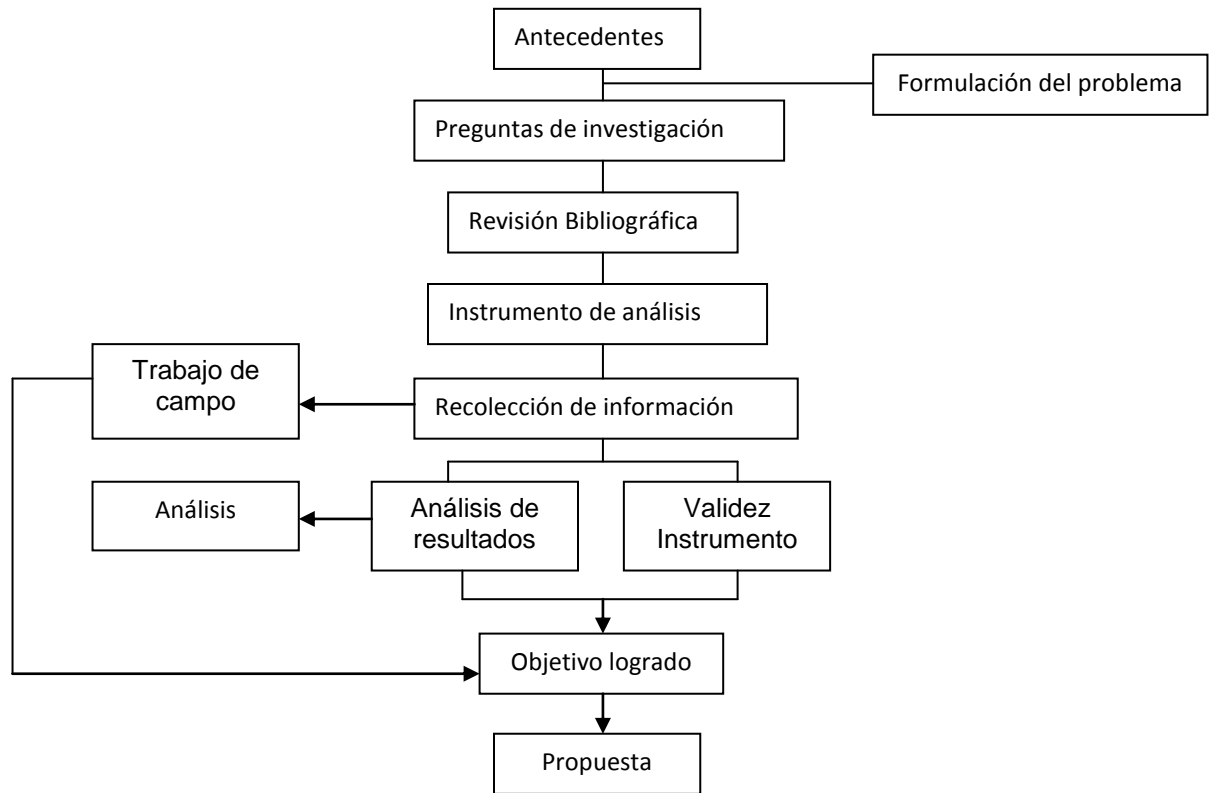 Antecedentes
Formulación del problema
Preguntas de investigación
Revisión Bibliográfica
Instrumento de análisis
Trabajo de
campo
Recolección de información
Análisis
Análisis de
resultados
Validez
Instrumento
Objetivo logrado
Propuesta